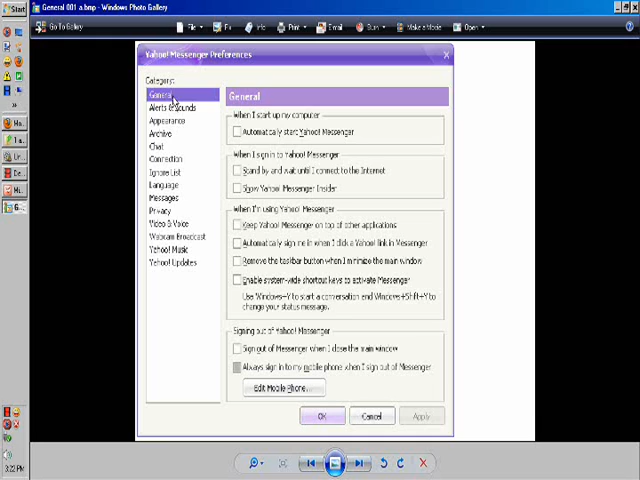 Start
General 001 a.bmp - Windows Photo Gallery
Go To Gallery
File
Fix
Info
Print
Email
Burn
Make a Movie
Open
Yahoo! Messenger Preferences
Category:
General
Alerts & Sounds
Appearance
Archive
Chat
Connection
Ignore List
Language
Messages
Privacy
Video & Voice
Webcam Broadcast
Yahoo! Music
Yahoo! Updates
General
When I start up my computer
Automatically start Yahoo! Messenger
When I sign in to Yahoo! Messenger
Stand by and wait until I connect to the Internet
Show Yahoo! Messenger Insider
When I'm using Yahoo! Messenger
Keep Yahoo! Messenger on top of other applications
Automatically sign me in when I click a Yahoo! link in Messenger
Remove the taskbar button when I minimize the main window
Enable system-wide shortcut keys to activate Messenger
Use Windows+Y to start a conversation and Windows+Shift+Y to
change your status message.
Signing out of Yahoo! Messenger
Sign out of Messenger when I close the main window
Always sign in to my mobile phone when I sign out of Messenger
Edit Mobile Phone...
OK
Cancel
Apply
3:22 PM